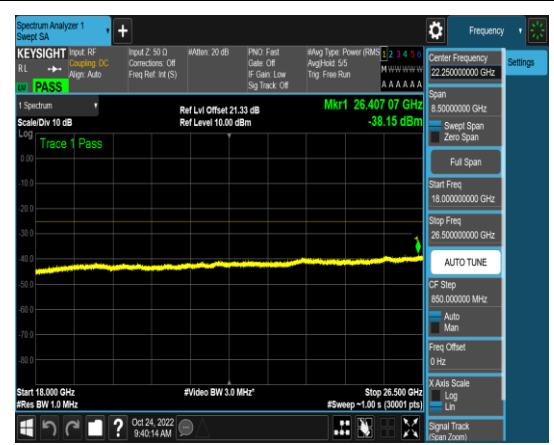 Spectrum Analyzer 1
Swept SA
Frequency
KEYSIGHT
Input: RF
Input Z: 50 Ω
#Atten: 20 dB
PNO: Fast
#Avg Type: Power (RMS
1 2 3 4 5 6
RL
Coupling: DC
Corrections: Off
Gate: Off
Avg|Hold: 5/5
M W W W W W
Align: Auto
Freq Ref: Int (S)
IF Gain: Low
Trig: Free Run
Sig Track: Off
A A A A A A
PASS
1 Spectrum
Ref Lvl Offset 21.33 dB
Mkr1 26.407 07 GHz
Scale/Div 10 dB
Ref Level 10.00 dBm
-38.15 dBm
Log
Trace 1 Pass
0.00
-10.0
-20.0
-30.0
-40.0
-50.0
-60.0
-70.0
-80.0
1
Start 18.000 GHz
#Video BW 3.0 MHz*
Stop 26.500 GHz
#Res BW 1.0 MHz
#Sweep ~1.00 s (30001 pts)
?
Oct 24, 2022
9:40:14 AM
Center Frequency
22.250000000 GHz
Settings
Span
8.50000000 GHz
Swept Span
Zero Span
Full Span
Start Freq
18.000000000 GHz
Stop Freq
26.500000000 GHz
AUTO TUNE
CF Step
850.000000 MHz
Auto
Man
Freq Offset
0 Hz
X Axis Scale
Log
Lin
Signal Track
(Span Zoom)